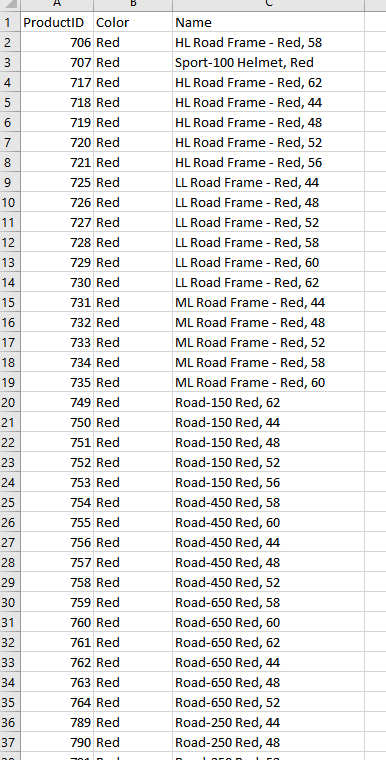 A B C
1 ProductID Color Name
2 706 Red HL Road Frame - Red, 58
3 707 Red Sport-100 Helmet, Red
4 717 Red HL Road Frame - Red, 62
5 718 Red HL Road Frame - Red, 44
6 719 Red HL Road Frame - Red, 48
7 720 Red HL Road Frame - Red, 52
8 721 Red HL Road Frame - Red, 56
9 725 Red LL Road Frame - Red, 44
10 726 Red LL Road Frame - Red, 48
11 727 Red LL Road Frame - Red, 52
12 728 Red LL Road Frame - Red, 58
13 729 Red LL Road Frame - Red, 60
14 730 Red LL Road Frame - Red, 62
15 731 Red ML Road Frame - Red, 44
16 732 Red ML Road Frame - Red, 48
17 733 Red ML Road Frame - Red, 52
18 734 Red ML Road Frame - Red, 58
19 735 Red ML Road Frame - Red, 60
20 749 Red Road-150 Red, 62
21 750 Red Road-150 Red, 44
22 751 Red Road-150 Red, 48
23 752 Red Road-150 Red, 52
24 753 Red Road-150 Red, 56
25 754 Red Road-450 Red, 58
26 755 Red Road-450 Red, 60
27 756 Red Road-450 Red, 44
28 757 Red Road-450 Red, 48
29 758 Red Road-450 Red, 52
30 759 Red Road-650 Red, 58
31 760 Red Road-650 Red, 60
32 761 Red Road-650 Red, 62
33 762 Red Road-650 Red, 44
34 763 Red Road-650 Red, 48
35 764 Red Road-650 Red, 52
36 789 Red Road-250 Red, 44
37 790 Red Road-250 Red, 48